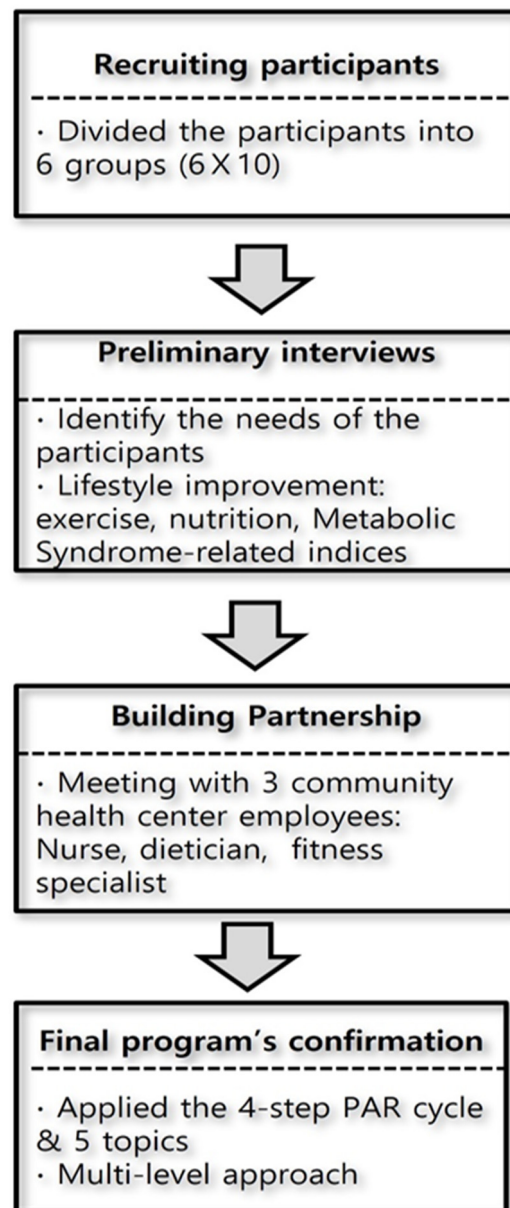 Recruiting participants
· Divided the participants into
6 groups (6 X 10)
Preliminary interviews
· Identify the needs of the
participants
· Lifestyle improvement:
exercise, nutrition, Metabolic
Syndrome-related indices
Building Partnership
· Meeting with 3 community
health center employees:
Nurse, dietician, fitness
specialist
Final program′s confirmation
· Applied the 4-step PAR cycle
& 5 topics
· Multi-level approach